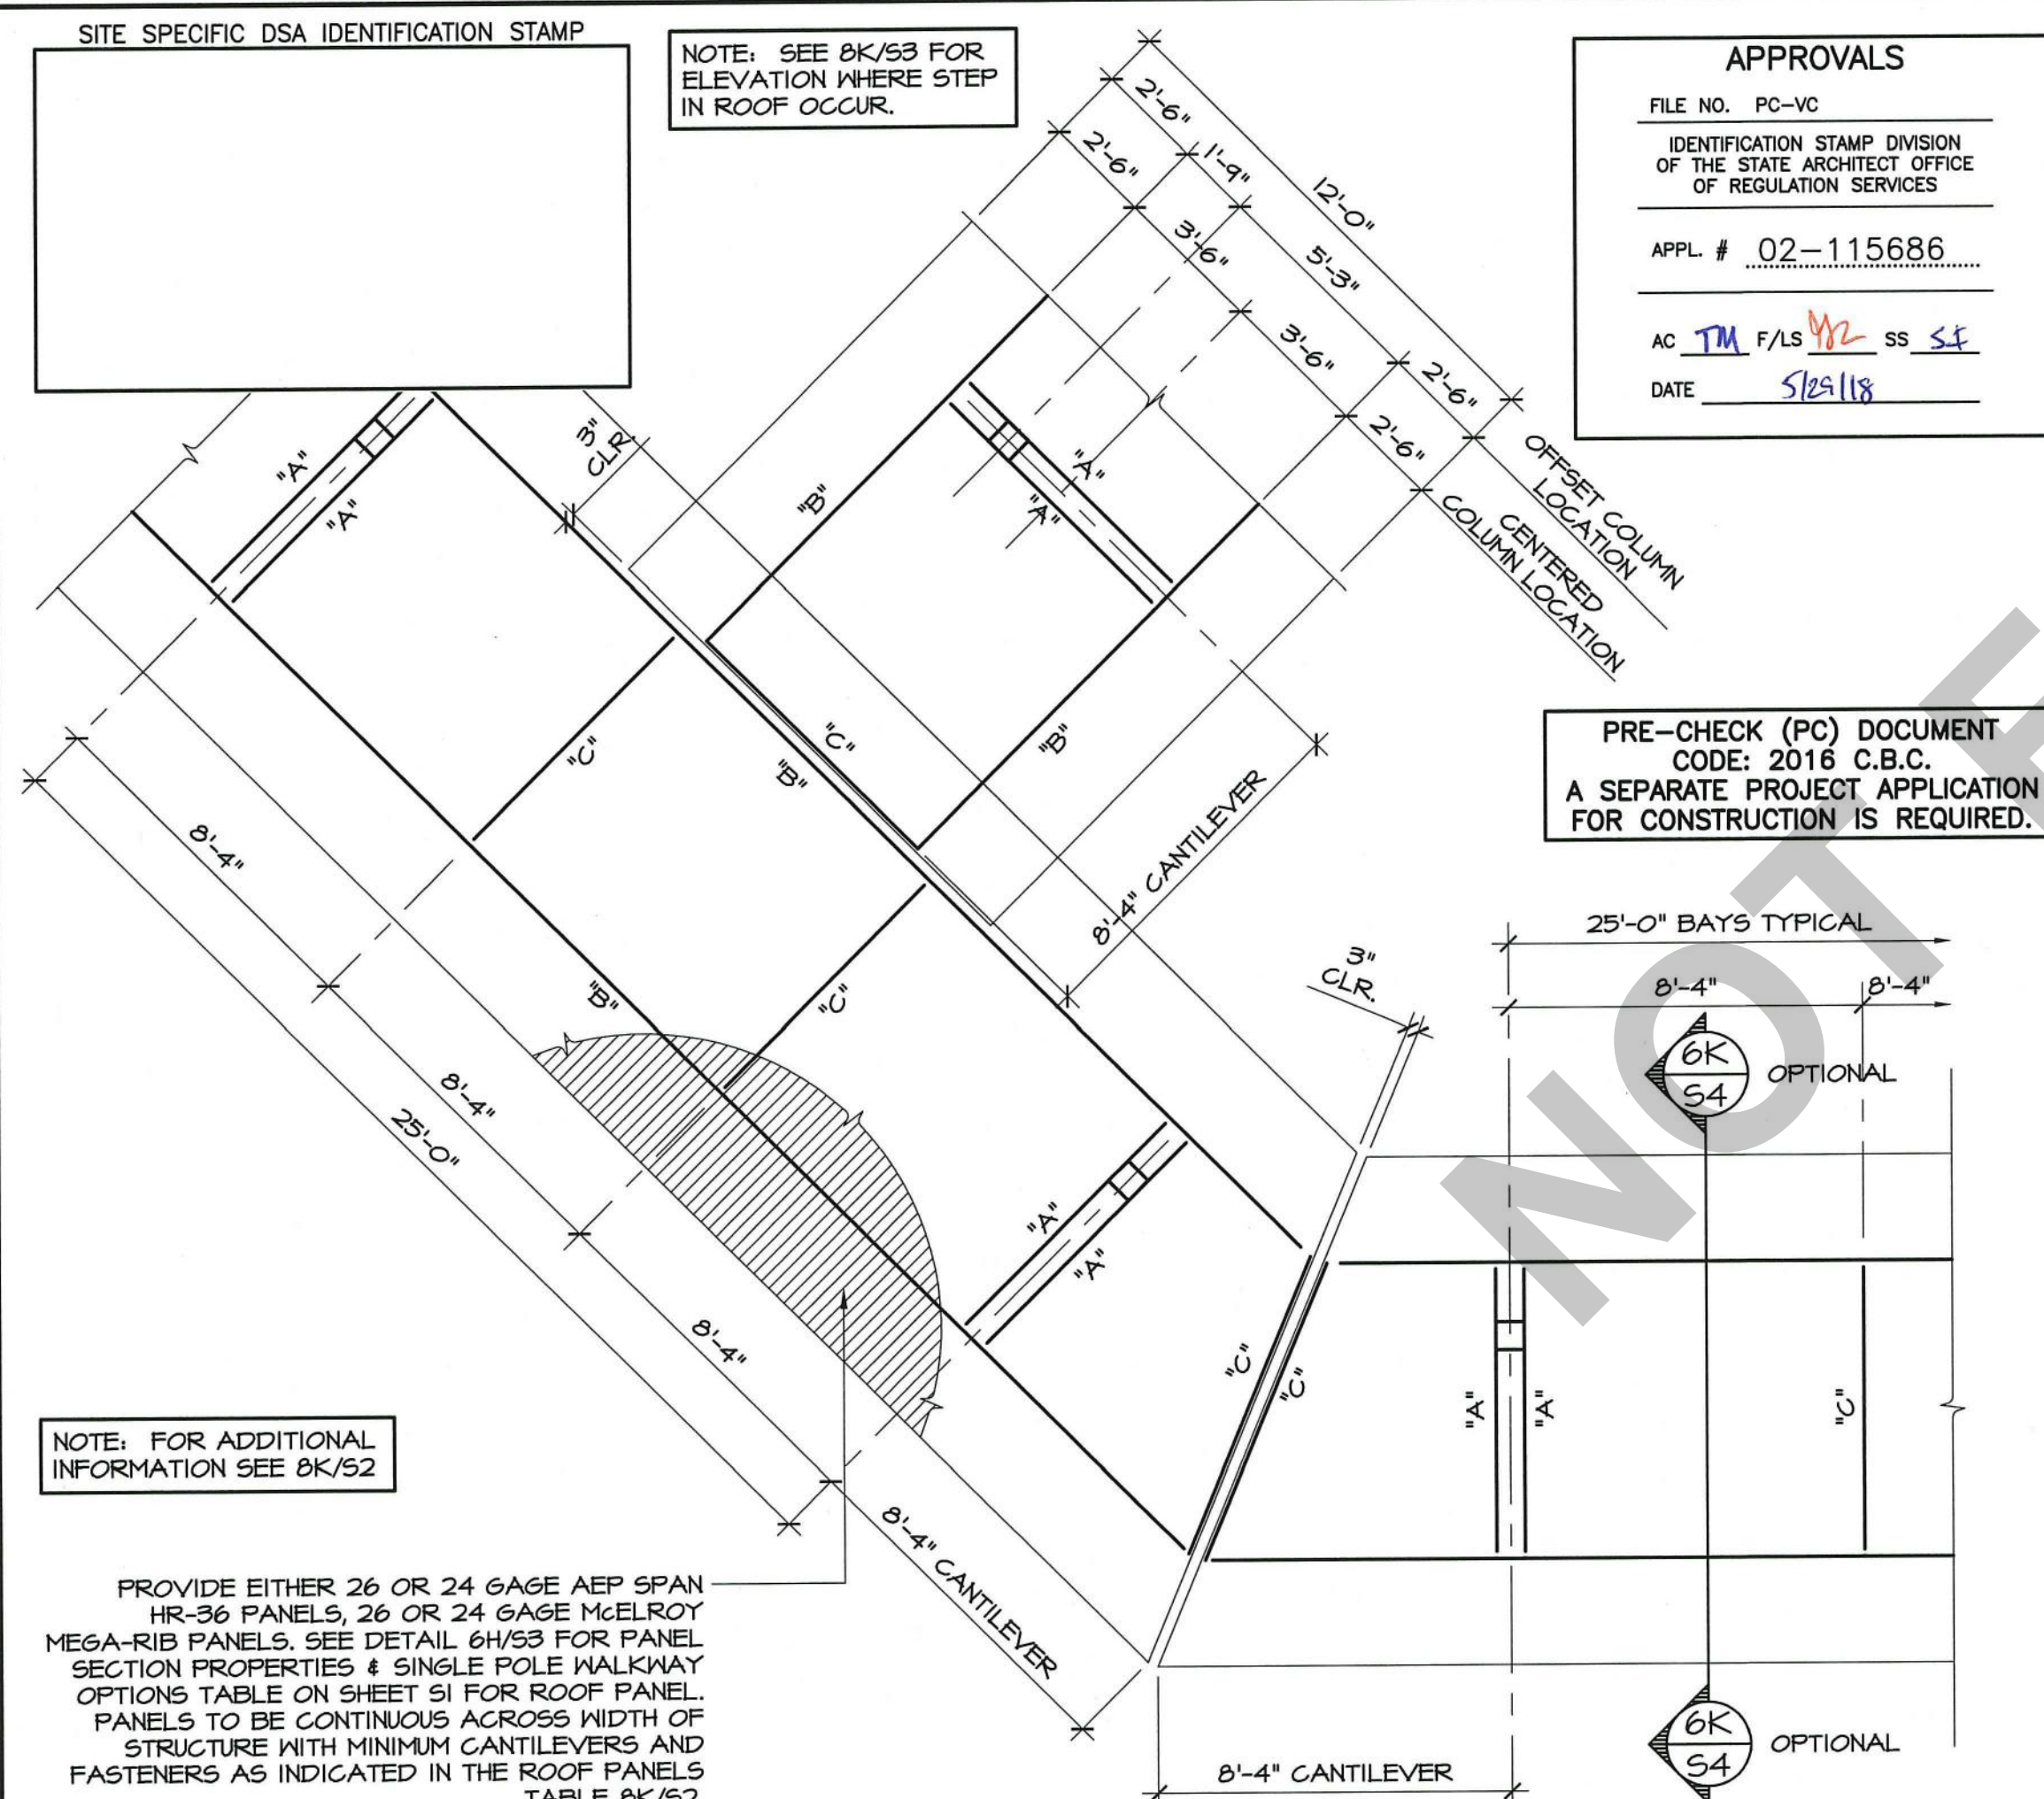 SITE SPECIFIC DSA IDENTIFICATION STAMP
NOTE: SEE 8K/S3 FOR
ELEVATION WHERE STEP
IN ROOF OCCUR.
APPROVALS
FILE NO. PC-VC
IDENTIFICATION STAMP DIVISION
OF THE STATE ARCHITECT OFFICE
OF REGULATION SERVICES
APPL. # 02-115686
AC TM F/LS SS
DATE 5/29/18
2'-6"
1'-9"
12'-0"
2'-6"
3'-6"
5'-3"
3'-6"
2'-6"
2'-6"
OFFSET COLUMN
LOCATION
CENTERED
COLUMN LOCATION
3"
CLR.
"A"
"A"
"B"
"A"
"A"
"C"
"B"
"C"
"B"
8'-4" CANTILEVER
PRE-CHECK (PC) DOCUMENT
CODE: 2016 C.B.C.
A SEPARATE PROJECT APPLICATION
FOR CONSTRUCTION IS REQUIRED.
NOT
8'-4"
8'-4"
25'-0"
8'-4"
"B"
"C"
"A"
"A"
3"
CLR.
25'-0" BAYS TYPICAL
8'-4"
8'-4"
6K
S4
OPTIONAL
"C"
"C"
"A"
"A"
"C"
NOTE: FOR ADDITIONAL
INFORMATION SEE 8K/S2
8'-4" CANTILEVER
PROVIDE EITHER 26 OR 24 GAGE AEP SPAN
HR-36 PANELS, 26 OR 24 GAGE McELROY
MEGA-RIB PANELS. SEE DETAIL 6H/S3 FOR PANEL
SECTION PROPERTIES & SINGLE POLE WALKWAY
OPTIONS TABLE ON SHEET S1 FOR ROOF PANEL.
PANELS TO BE CONTINUOUS ACROSS WIDTH OF
STRUCTURE WITH MINIMUM CANTILEVERS AND
FASTENERS AS INDICATED IN THE ROOF PANELS
TABLE 8K/S2.
6K
S4
OPTIONAL
8'-4" CANTILEVER